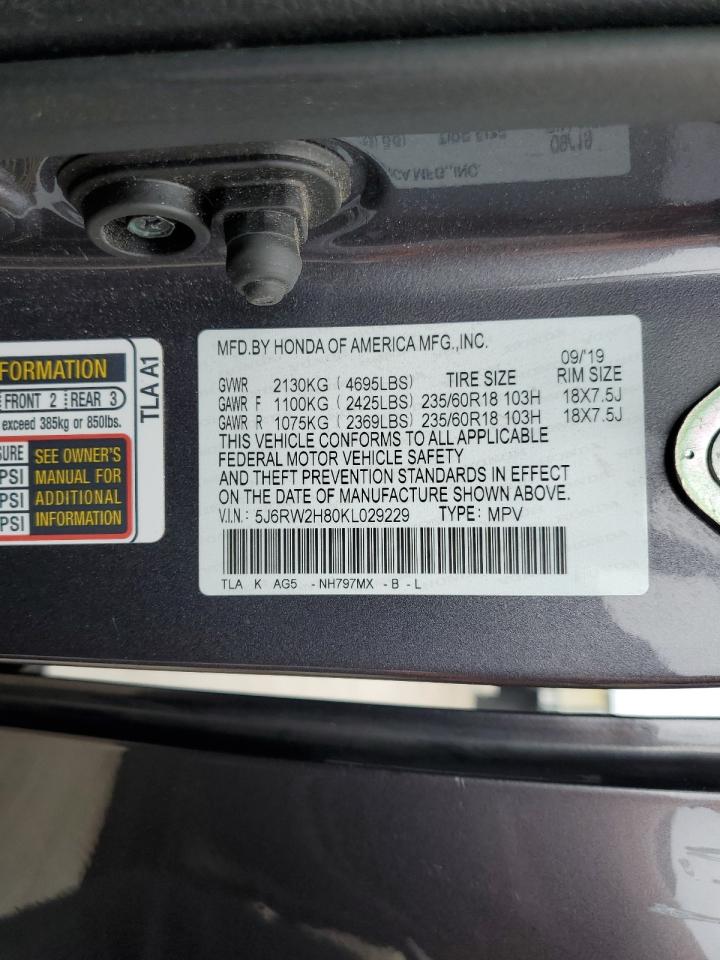 MFD.BY HONDA OF AMERICA MFG.,INC.
09/'19
GVWR 2130KG (4695LBS) TIRE SIZE RIM SIZE
GAWR F 1100KG (2425LBS) 235/60R18 103H 18X7.5J
GAWR R 1075KG (2369LBS) 235/60R18 103H 18X7.5J
THIS VEHICLE CONFORMS TO ALL APPLICABLE
FEDERAL MOTOR VEHICLE SAFETY
AND THEFT PREVENTION STANDARDS IN EFFECT
ON THE DATE OF MANUFACTURE SHOWN ABOVE.
V.I.N.: 5J6RW2H80KL029229 TYPE: MPV
TLA K AG5 -NH797MX -B -L
FRONT 2 REAR 3
exceed 385kg or 850lbs.
PSI
PSI
PSI
SEE OWNER'S
MANUAL FOR
ADDITIONAL
INFORMATION
TLA A1